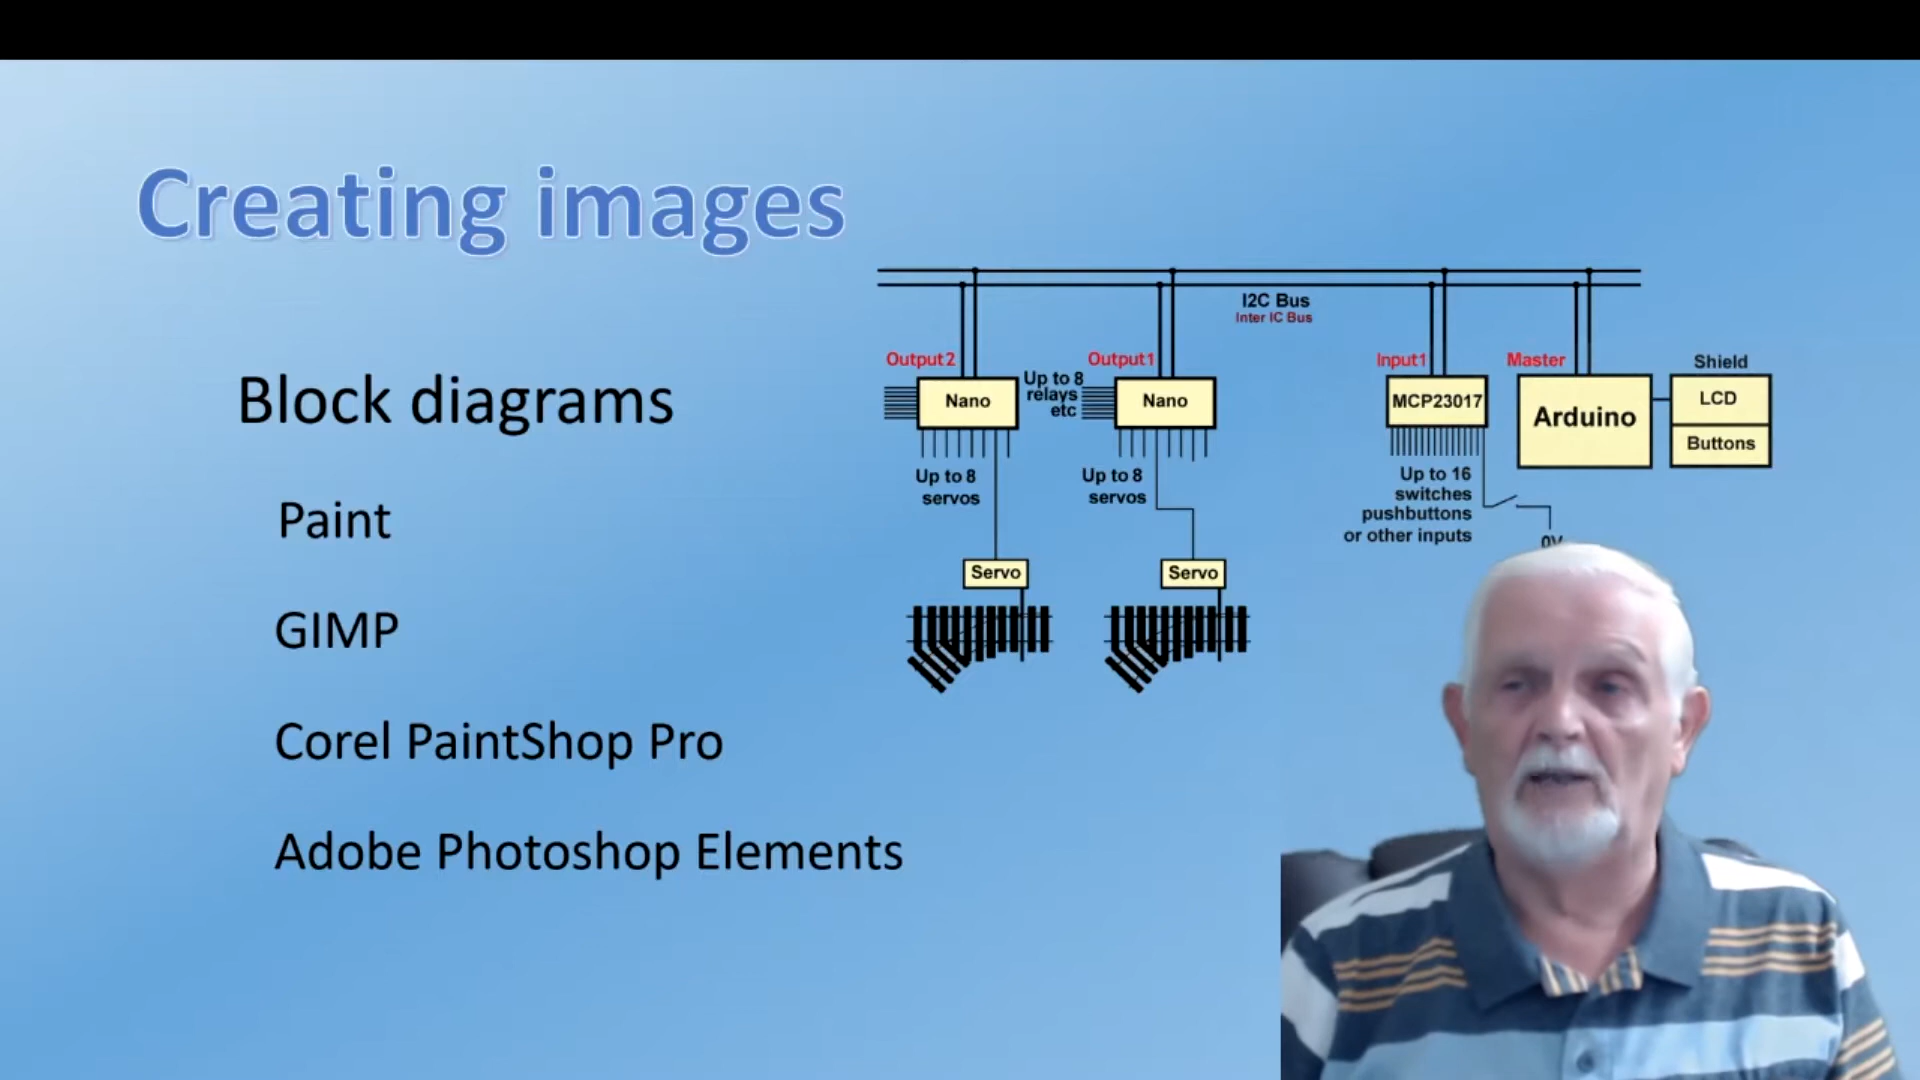 Creating images
Block diagrams
Paint
GIMP
Corel PaintShop Pro
Adobe Photoshop Elements
I2C Bus
Inter IC Bus
Output2
Nano
Up to 8
relays
etc
Output1
Nano
Input1
MCP23017
Master
Arduino
Shield
LCD
Buttons
Up to 8
servos
Up to 8
servos
Up to 16
switches
pushbuttons
or other inputs
0V
Servo
Servo